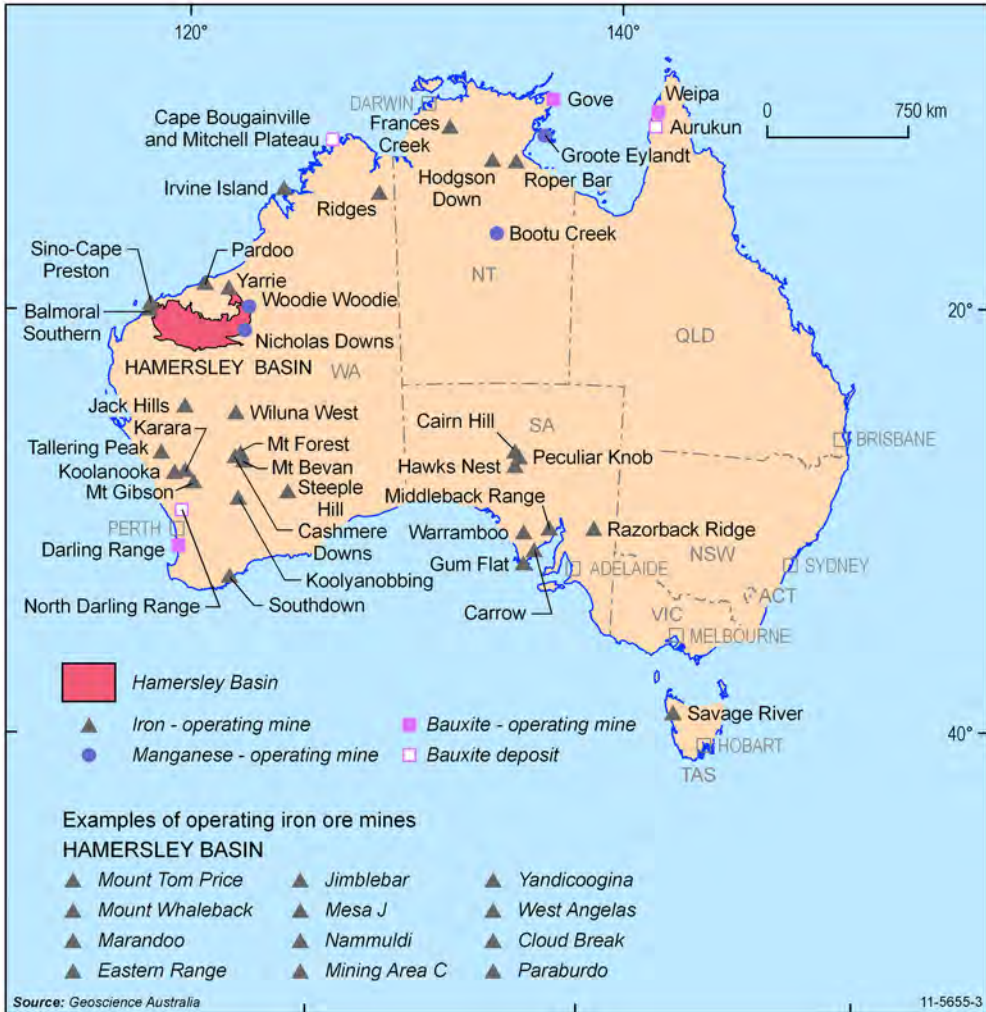 120°
140°
0
750 km
DARWIN
Gove
Weipa
Cape Bougainville
and Mitchell Plateau
Frances
Creek
Aurukun
Groote Eylandt
Irvine Island
Ridges
Hodgson
Down
Roper Bar
Sino-Cape
Preston
Pardoo
Bootu Creek
Yarrie
NT
Balmoral
Southern
Woodie Woodie
20°
Nicholas Downs
QLD
HAMERSLEY BASIN
WA
Jack Hills
Wiluna West
Karara
Cairn Hill
SA
Tallering Peak
Mt Forest
BRISBANE
Koolanooka
Mt Bevan
Hawks Nest
Peculiar Knob
Mt Gibson
Steeple
Hill
Middleback Range
PERTH
Cashmere
Downs
Warramboo
Razorback Ridge
Darling Range
NSW
Gum Flat
ADELAIDE
SYDNEY
Koolyanobbing
ACT
North Darling Range
Southdown
Carrow
VIC
MELBOURNE
Hamersley Basin
Iron - operating mine
Bauxite - operating mine
Savage River
Manganese - operating mine
Bauxite deposit
HOBART
40°
TAS
Examples of operating iron ore mines
HAMERSLEY BASIN
Mount Tom Price
Jimblebar
Yandicoogina
Mount Whaleback
Mesa J
West Angelas
Marandoo
Nammuldi
Cloud Break
Eastern Range
Mining Area C
Paraburdo
Source: Geoscience Australia
11-5655-3